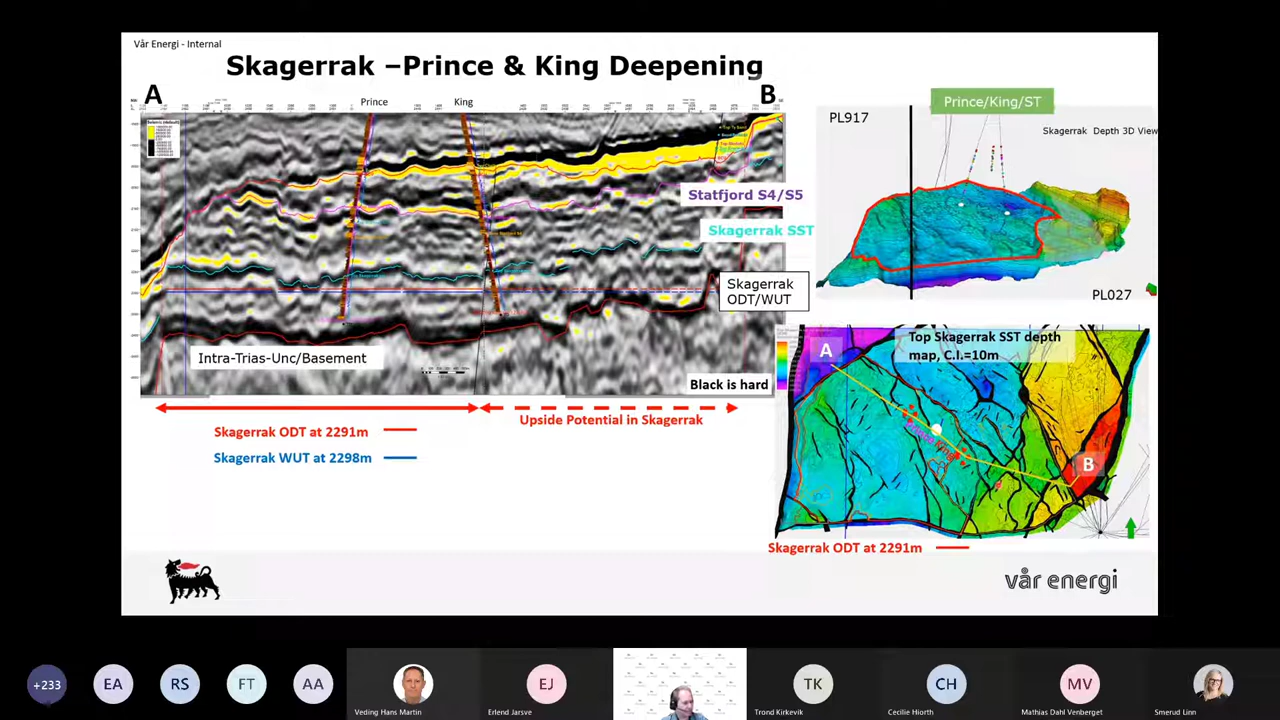 Vår Energi - Internal
Skagerrak –Prince & King Deepening
A
Prince
King
B
Statfjord S4/S5
Skagerrak SST
Skagerrak
ODT/WUT
Intra-Trias-Unc/Basement
Black is hard
Upside Potential in Skagerrak
Skagerrak ODT at 2291m
Skagerrak WUT at 2298m
Prince/King/ST
PL917
Skagerrak Depth 3D View
PL027
Top Skagerrak SST depth
map, C.I.=10m
A
Prince
King
B
Skagerrak ODT at 2291m
vår energi
+233
EA
RS
FT
AA
Veding Hans Martin
EJ
Erlend Jarsve
TK
Trond Kirkevik
CH
Cecilie Hiorth
MV
Mathias Dahl Venberget
Smerud Linn